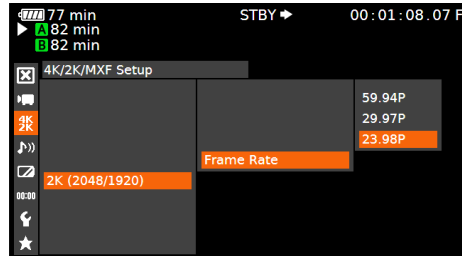 77 min STBY 00:01:08.07 F
A 82 min
B 82 min
4K/2K/MXF Setup
59.94P
4K
2K
29.97P
23.98P
Frame Rate
2K (2048/1920)
00:00